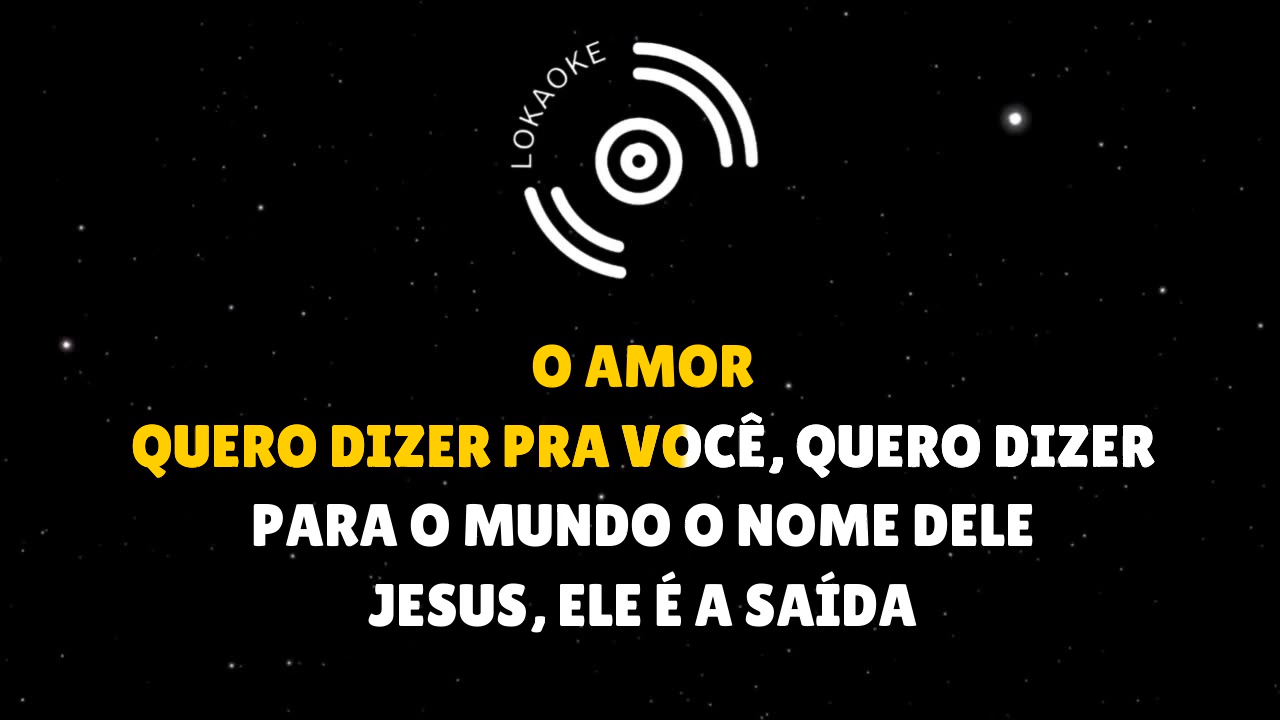 LOKAOKE
O AMOR
QUERO DIZER PRA VOCÊ, QUERO DIZER
PARA O MUNDO O NOME DELE
JESUS, ELE É A SAÍDA